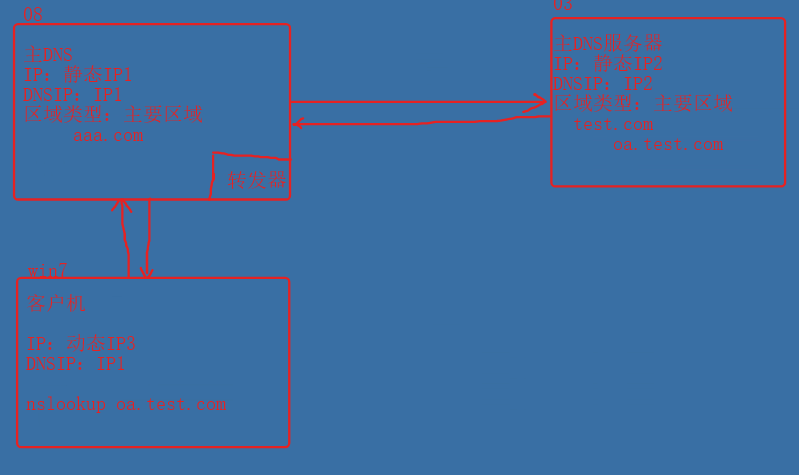 08
主DNS
IP：静态IP1
DNSIP：IP1
区域类型：主要区域
aaa.com
转发器
03
主DNS服务器
IP：静态IP2
DNSIP：IP2
区域类型：主要区域
test.com
oa.test.com
win7
客户机
IP：动态IP3
DNSIP：IP1
nslookup oa.test.com